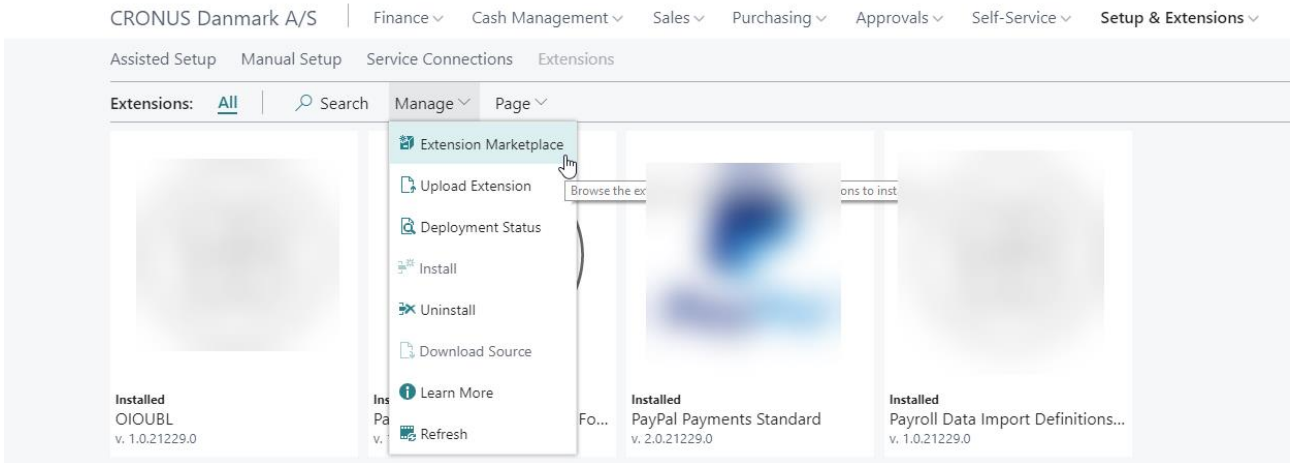 CRONUS Danmark A/S Finance Cash Management Sales Purchasing Approvals Self-Service Setup & Extensions
Assisted Setup Manual Setup Service Connections Extensions
Extensions: All Search Manage Page
Extension Marketplace
Upload Extension
Browse the ex
ons to inst
Deployment Status
Install
Uninstall
Download Source
Learn More
Refresh
Installed
OIOUBL
v. 1.0.21229.0
Ins
Pa
Fo...
v.
Installed
PayPal Payments Standard
v. 2.0.21229.0
Installed
Payroll Data Import Definitions...
v. 1.0.21229.0